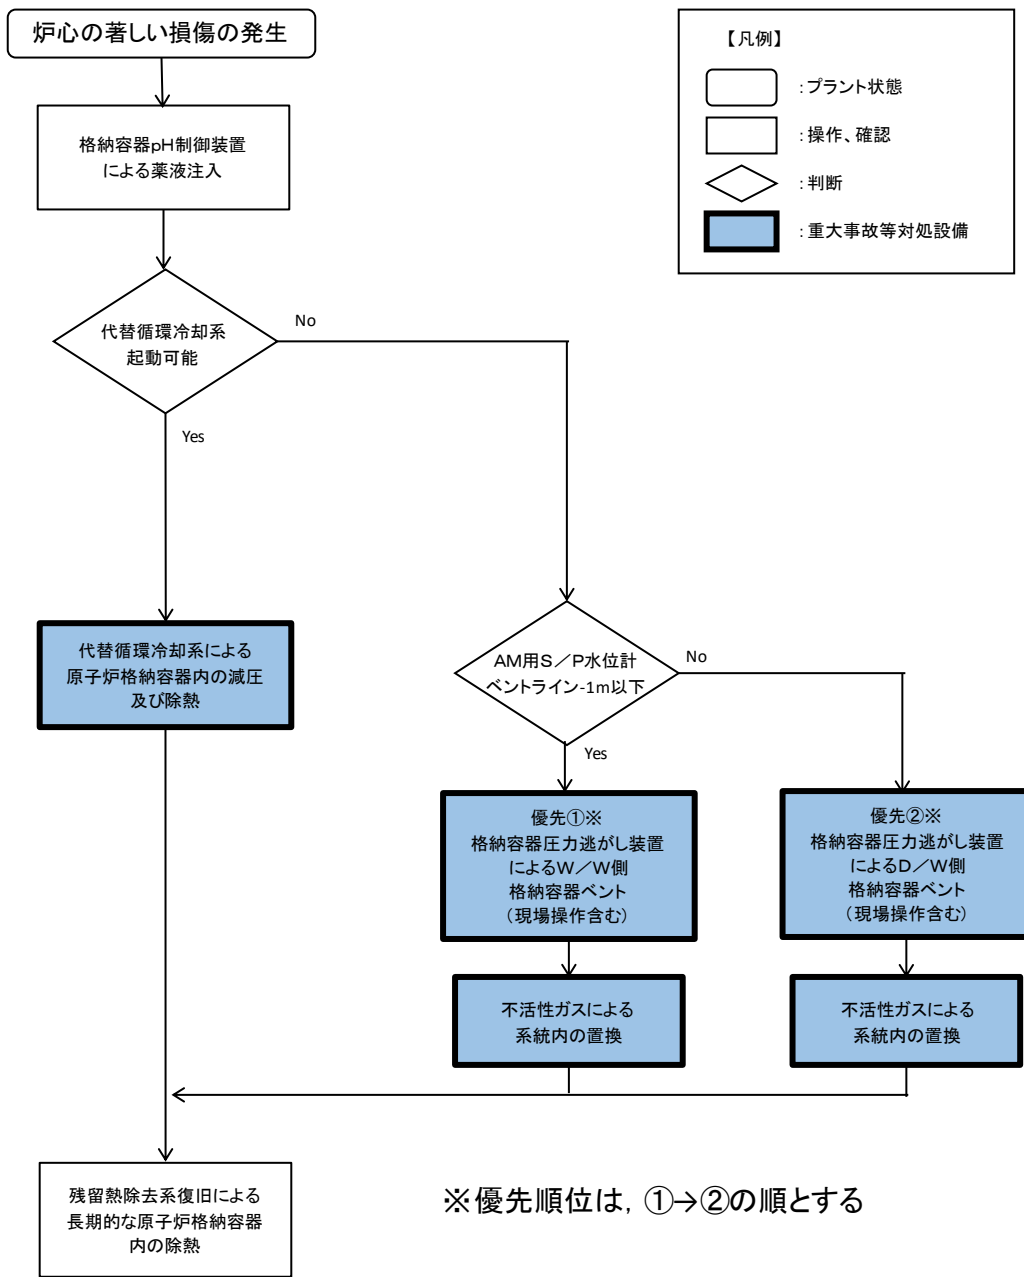 炉心の著しい損傷の発生
【凡例】
：プラント状態
：操作、確認
：判断
：重大事故等対処設備
格納容器ｐＨ制御装置
による薬液注入
代替循環冷却系
起動可能
No
Yes
代替循環冷却系による
原子炉格納容器内の減圧
及び除熱
ＡＭ用Ｓ／Ｐ水位計
ベントライン-1m以下
No
Yes
優先①※
格納容器圧力逃がし装置
によるＷ／Ｗ側
格納容器ベント
（現場操作含む）
優先②※
格納容器圧力逃がし装置
によるＤ／Ｗ側
格納容器ベント
（現場操作含む）
不活性ガスによる
系統内の置換
不活性ガスによる
系統内の置換
残留熱除去系復旧による
長期的な原子炉格納容器
内の除熱
※優先順位は，①→②の順とする